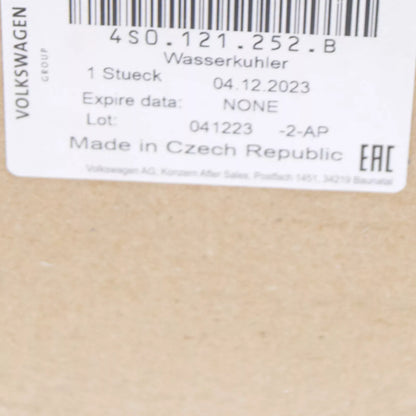 VOLKSWAGEN
GROUP
4S0.121.252.B
Wasserkuhler
1 Stueck 04.12.2023
Expire data: NONE
Lot: 041223 -2-AP
Made in Czech Republic EAC
Volkswagen AG, Konzern After Sales, Postfach 1451, 34219 Baunatal